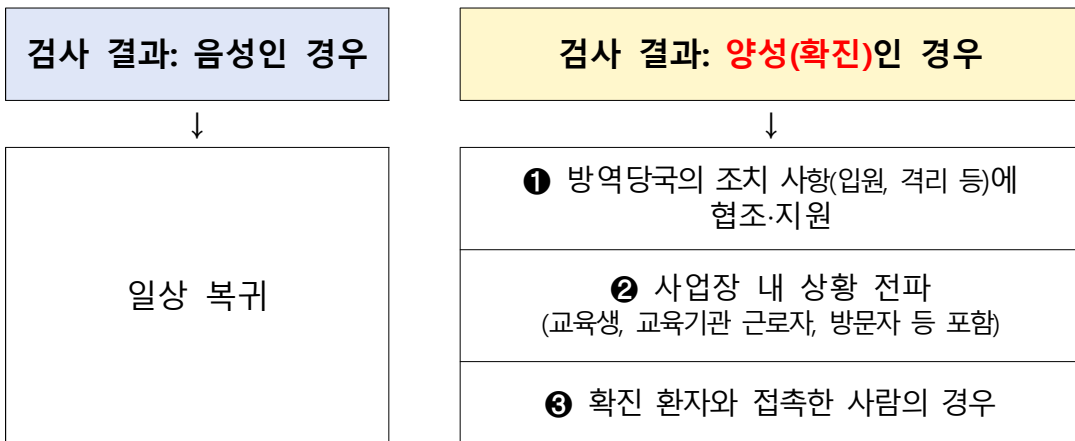 검사 결과: 음성인 경우
↓
일상 복귀
검사 결과: 양성(확진)인 경우
↓
❶ 방역당국의 조치 사항(입원, 격리 등)에
협조·지원
❷ 사업장 내 상황 전파
(교육생, 교육기관 근로자, 방문자 등 포함)
❸ 확진 환자와 접촉한 사람의 경우